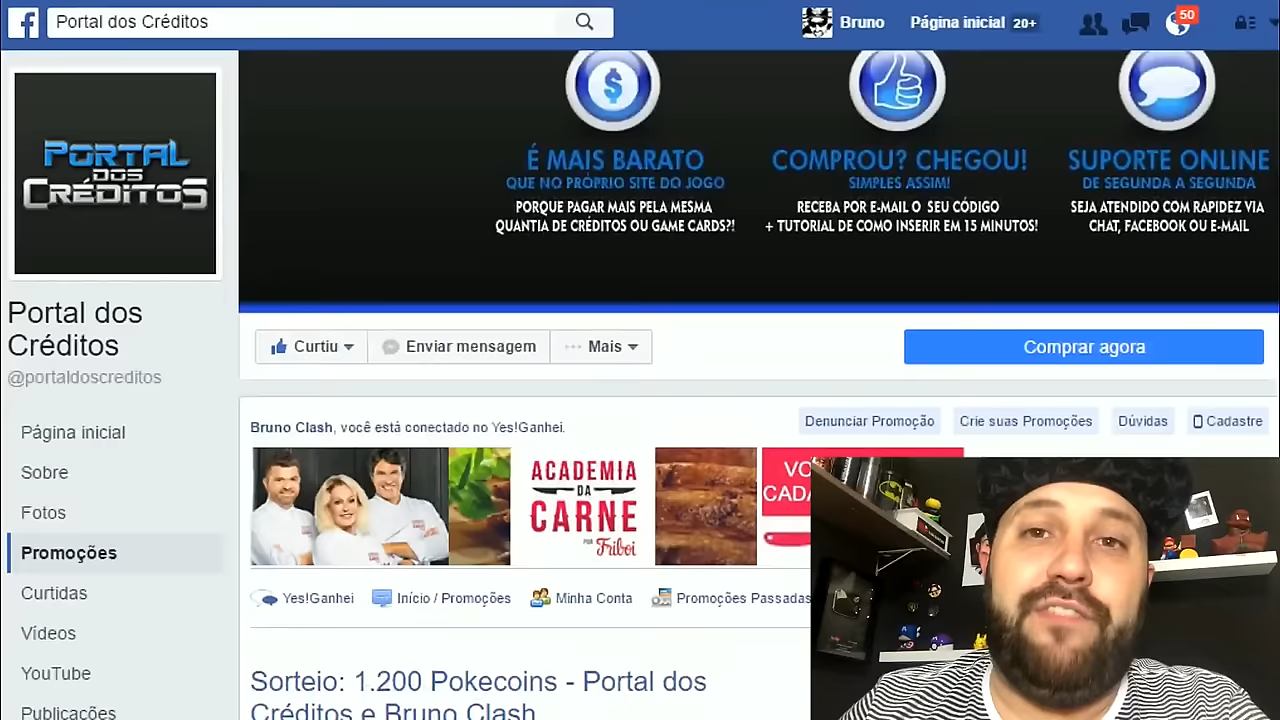 Portal dos Créditos
Bruno
Página inicial 20+
50
PORTAL
DOS
CRÉDITOS
É MAIS BARATO
QUE NO PRÓPRIO SITE DO JOGO
PORQUE PAGAR MAIS PELA MESMA
QUANTIA DE CRÉDITOS OU GAME CARDS?!
COMPROU? CHEGOU!
SIMPLES ASSIM!
RECEBA POR E-MAIL O SEU CÓDIGO
+ TUTORIAL DE COMO INSERIR EM 15 MINUTOS!
SUPORTE ONLINE
DE SEGUNDA A SEGUNDA
SEJA ATENDIDO COM RAPIDEZ VIA
CHAT, FACEBOOK OU E-MAIL
Portal dos
Créditos
@portaldoscreditos
Curtiu
Enviar mensagem
Mais
Comprar agora
Página inicial
Sobre
Fotos
Promoções
Curtidas
Vídeos
YouTube
Publicações
Bruno Clash, você está conectado no Yes!Ganhei.
Denunciar Promoção
Crie suas Promoções
Dúvidas
Cadastre
ACADEMIA
DA
CARNE
POR Friboi
Yes!Ganhei
Início / Promoções
Minha Conta
Promoções Passadas
Sorteio: 1.200 Pokecoins - Portal dos
Créditos e Bruno Clash